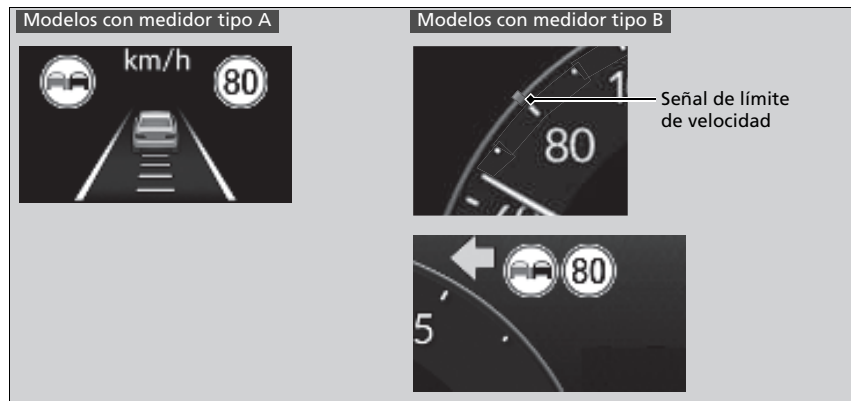 Modelos con medidor tipo A
km/h
80
Modelos con medidor tipo B
80
Señal de límite
de velocidad
80
5